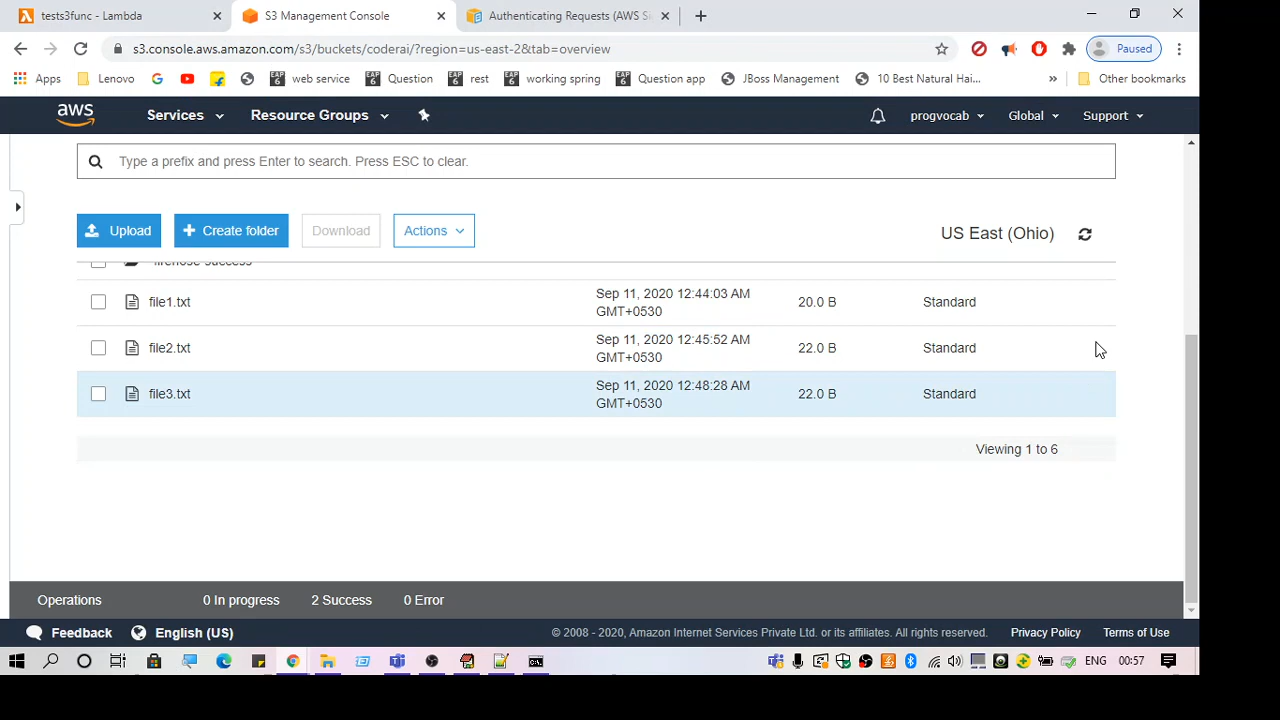 tests3func - Lambda
S3 Management Console
Authenticating Requests (AWS Si
s3.console.aws.amazon.com/s3/buckets/coderai/?region=us-east-2&tab=overview
Paused
Apps
Lenovo
web service
Question
rest
working spring
Question app
JBoss Management
10 Best Natural Hai...
»
Other bookmarks
aws
Services
Resource Groups
progvocab
Global
Support
Type a prefix and press Enter to search. Press ESC to clear.
Upload
Create folder
Download
Actions
US East (Ohio)
firehose-success
file1.txt
Sep 11, 2020 12:44:03 AM
GMT+0530
20.0 B
Standard
file2.txt
Sep 11, 2020 12:45:52 AM
GMT+0530
22.0 B
Standard
file3.txt
Sep 11, 2020 12:48:28 AM
GMT+0530
22.0 B
Standard
Viewing 1 to 6
Operations
0 In progress
2 Success
0 Error
Feedback
English (US)
© 2008 - 2020, Amazon Internet Services Private Ltd. or its affiliates. All rights reserved.
Privacy Policy
Terms of Use
ENG
00:57